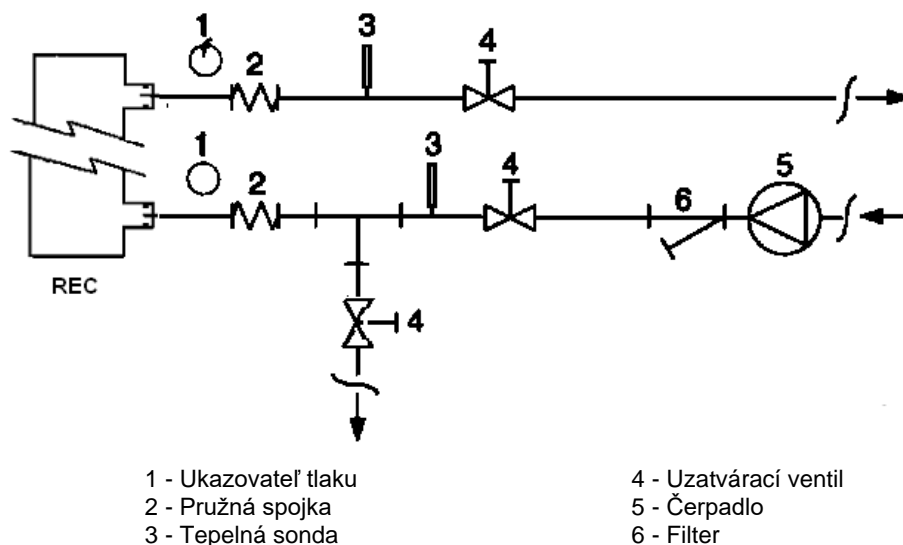 1
2
3
4
1
2
3
4
6
5
REC
4
1 - Ukazovateľ tlaku
2 - Pružná spojka
3 - Tepelná sonda
4 - Uzatvárací ventil
5 - Čerpadlo
6 - Filter